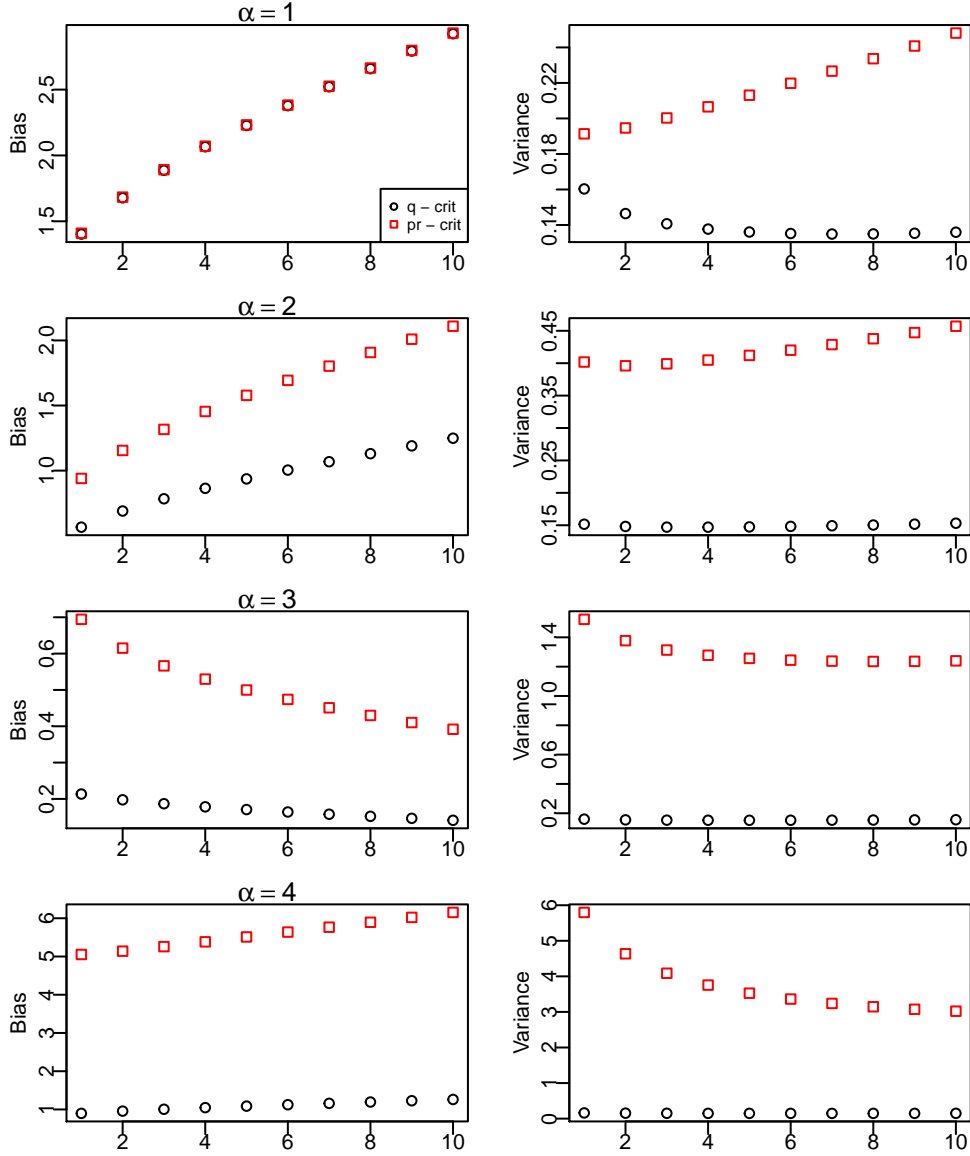 α = 1
Bias
1.5 2.0 2.5
2 4 6 8 10
q − crit
pr − crit
Variance
0.14 0.18 0.22
2 4 6 8 10
α = 2
Bias
1.0 1.5 2.0
2 4 6 8 10
Variance
0.15 0.25 0.35 0.45
2 4 6 8 10
α = 3
Bias
0.2 0.4 0.6
2 4 6 8 10
Variance
0.2 0.6 1.0 1.4
2 4 6 8 10
α = 4
Bias
1 2 3 4 5 6
2 4 6 8 10
Variance
0 1 2 3 4 5 6
2 4 6 8 10